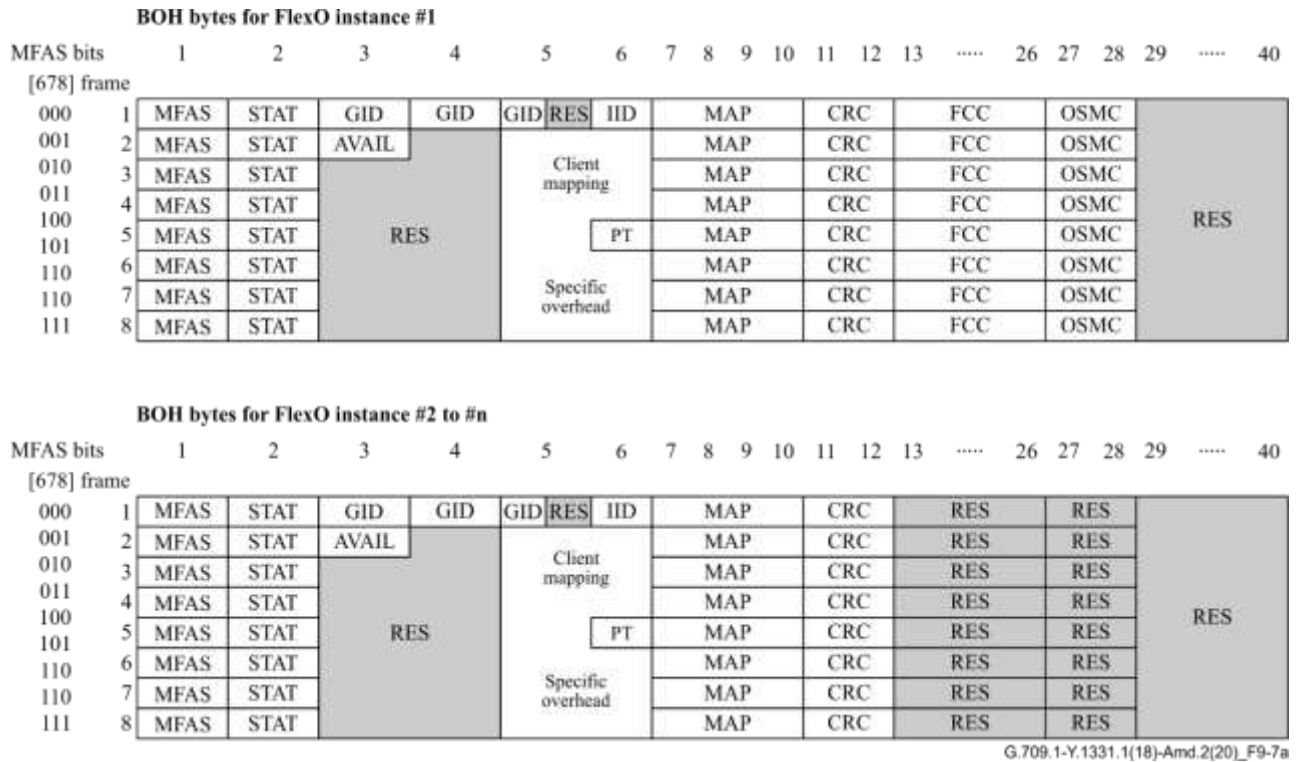 BOH bytes for FlexO instance #1
MFAS bits 1 2 3 4 5 6 7 8 9 10 11 12 13 ····· 26 27 28 29 ····· 40
[678] frame
000 1 MFAS STAT GID GID GID RES IID MAP CRC FCC OSMC
001 2 MFAS STAT AVAIL MAP CRC FCC OSMC
Client
010 3 MFAS STAT MAP CRC FCC OSMC
mapping
011 4 MFAS STAT MAP CRC FCC OSMC
100
RES
101 5 MFAS STAT RES PT MAP CRC FCC OSMC
110 6 MFAS STAT MAP CRC FCC OSMC
Specific
110 7 MFAS STAT MAP CRC FCC OSMC
overhead
111 8 MFAS STAT MAP CRC FCC OSMC
BOH bytes for FlexO instance #2 to #n
MFAS bits 1 2 3 4 5 6 7 8 9 10 11 12 13 ····· 26 27 28 29 ····· 40
[678] frame
000 1 MFAS STAT GID GID GID RES IID MAP CRC RES RES
001 2 MFAS STAT AVAIL MAP CRC RES RES
Client
010 3 MFAS STAT MAP CRC RES RES
mapping
011 4 MFAS STAT MAP CRC RES RES
100
RES
101 5 MFAS STAT RES PT MAP CRC RES RES
110 6 MFAS STAT MAP CRC RES RES
Specific
110 7 MFAS STAT MAP CRC RES RES
overhead
111 8 MFAS STAT MAP CRC RES RES
G.709.1-Y.1331.1(18)-Amd.2(20)_F9-7a